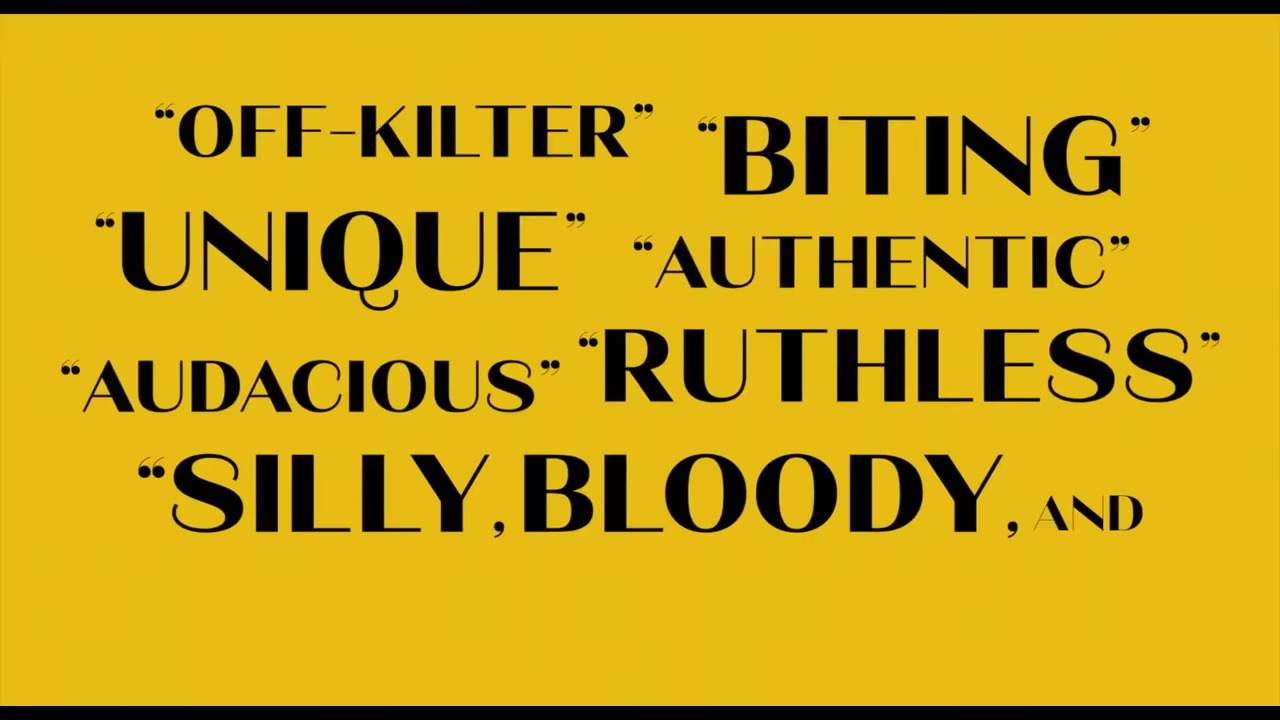 “OFF-KILTER” “BITING”
“UNIQUE” “AUTHENTIC”
“AUDACIOUS” “RUTHLESS”
“SILLY, BLOODY, AND